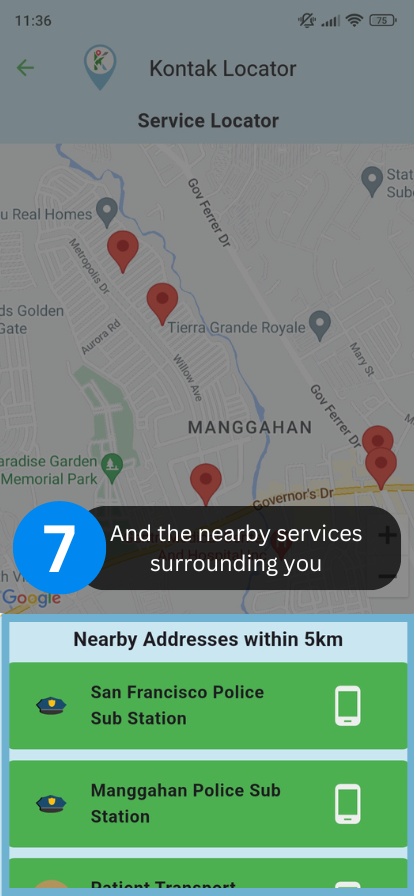 11:36
75
Kontak Locator
Service Locator
Stat
Sub
u Real Homes
Gov Ferrer Dr
Metropolis Dr
ds Golden
Gate
Tierra Grande Royale
Aurora Rd
Mary St
Willow Ave
Gov Ferrer Dr
MANGGAHAN
M
aradise Garden
Memorial Park
Governor's Dr
7
And the nearby services
surrounding you
And Hospital Inc
h V
Google
Nearby Addresses within 5km
San Francisco Police
Sub Station
Manggahan Police Sub
Station
Patient Transport